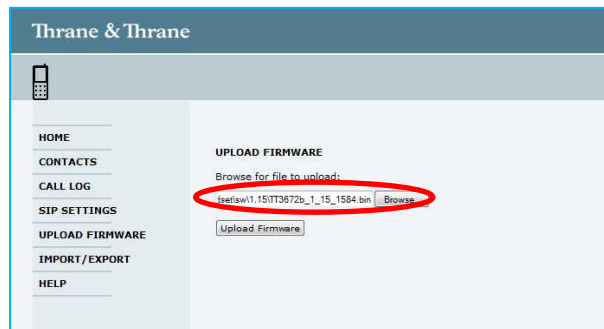 Thrane & Thrane
HOME
CONTACTS
CALL LOG
SIP SETTINGS
UPLOAD FIRMWARE
IMPORT/EXPORT
HELP
UPLOAD FIRMWARE
Browse for file to upload:
:set\sw\1.15\TT3672b_1_15_1584.bin Browse...
Upload Firmware